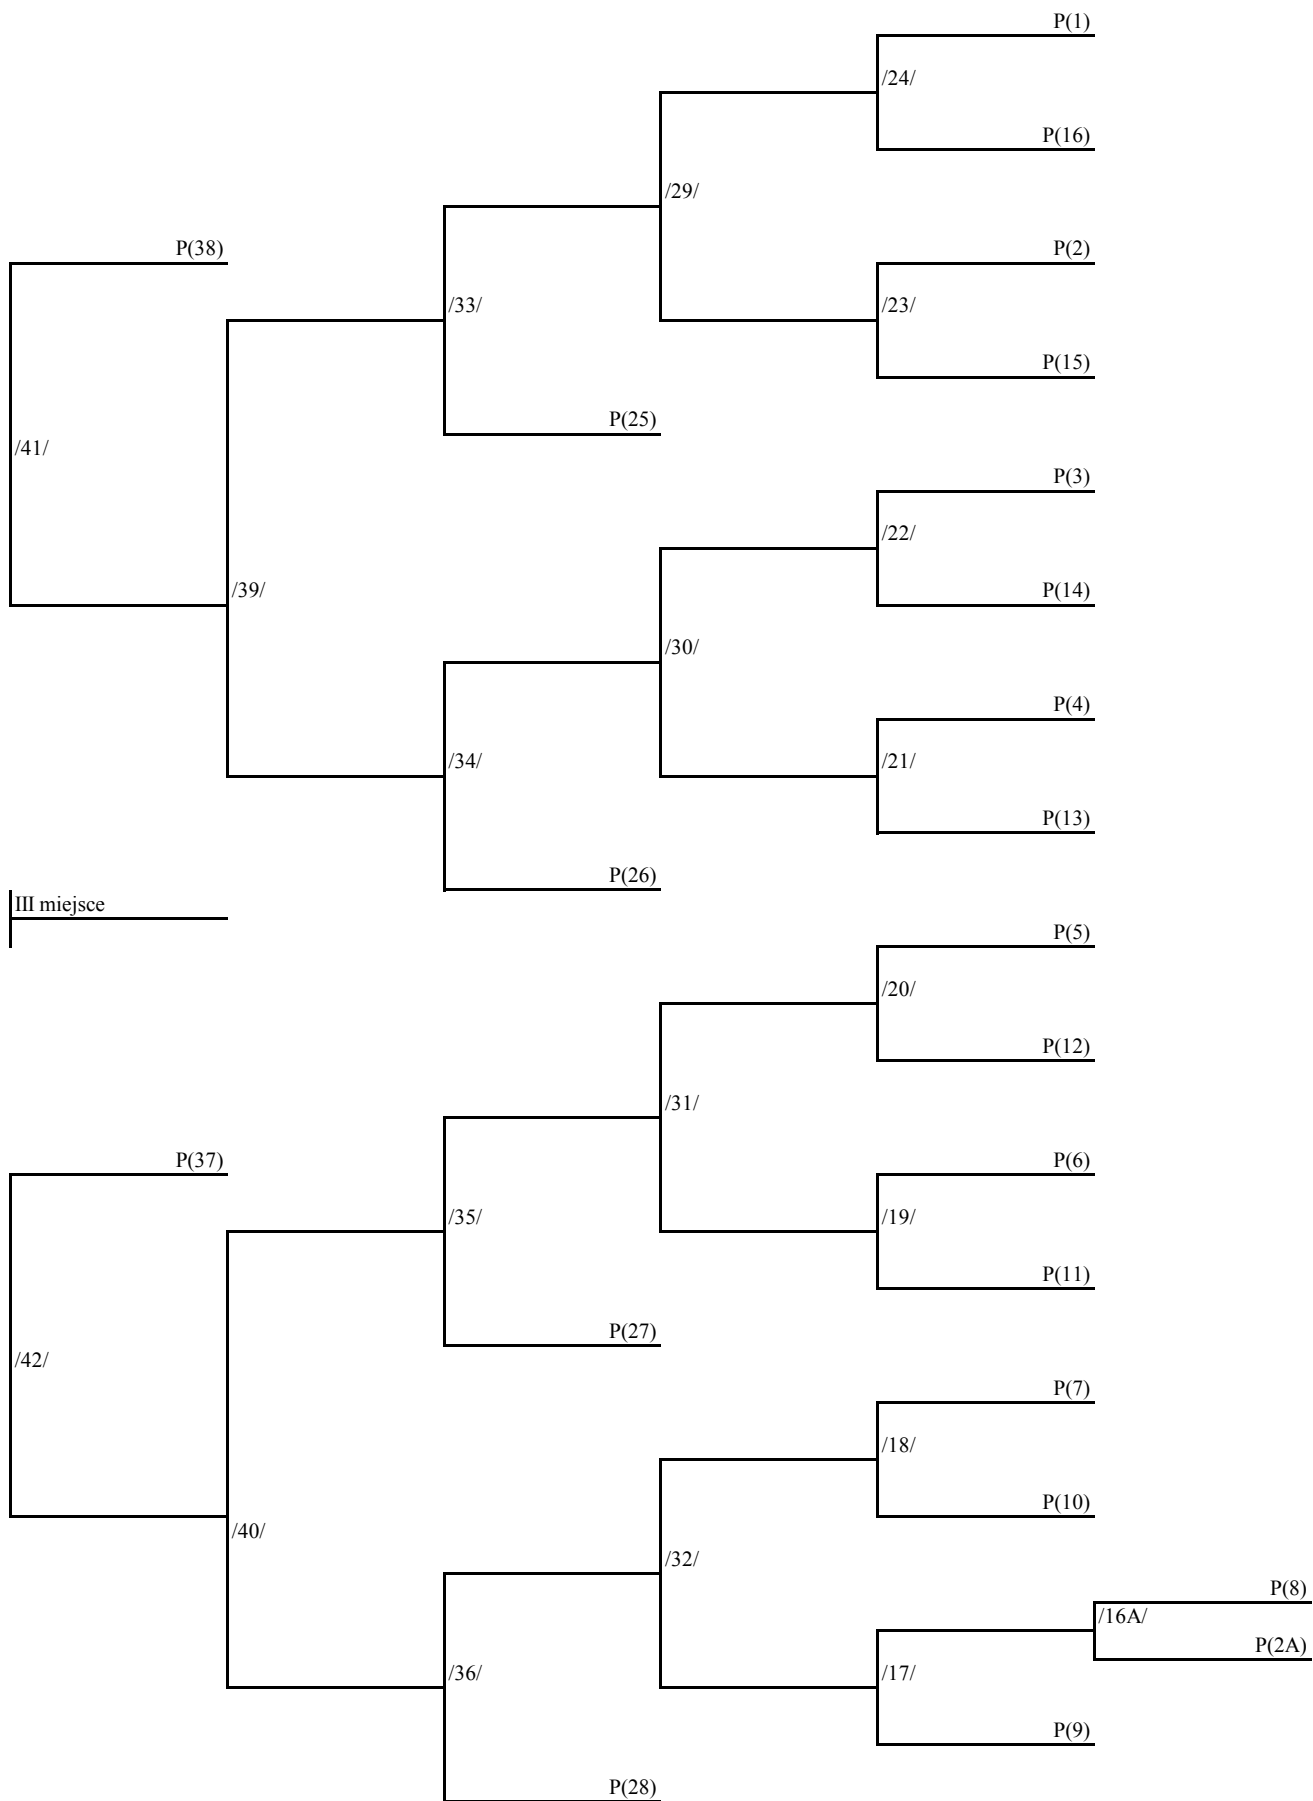 P(1)
/24/
P(16)
/29/
P(38)
P(2)
/33/
/23/
P(15)
P(25)
/41/
P(3)
/22/
/39/
P(14)
/30/
P(4)
/34/
/21/
P(13)
P(26)
III miejsce
P(5)
/20/
P(12)
/31/
P(37)
P(6)
/35/
/19/
P(11)
P(27)
/42/
P(7)
/18/
P(10)
/40/
/32/
P(8)
/16A/
P(2A)
/36/
/17/
P(9)
P(28)